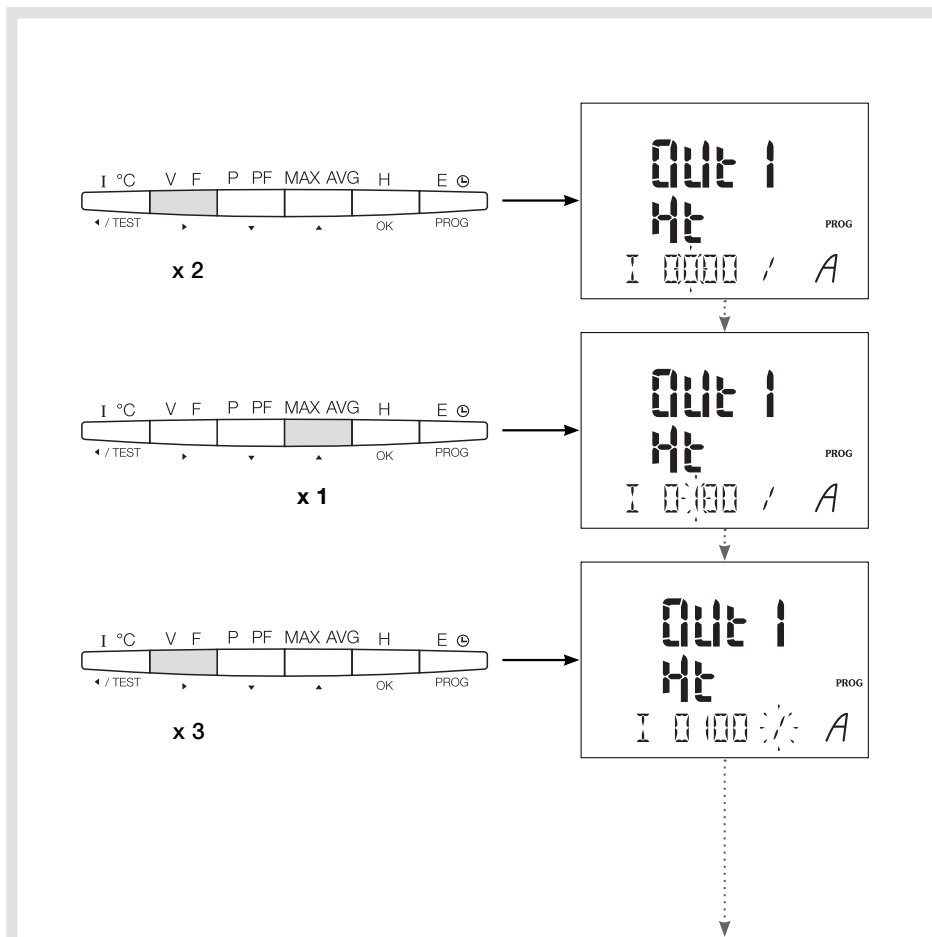 I °C V F P PF MAX AVG H E
/ TEST OK PROG
x 2
Out 1
Ht
PROG
I 0000 / A
I °C V F P PF MAX AVG H E
/ TEST OK PROG
x 1
Out 1
Ht
PROG
I 0100 / A
I °C V F P PF MAX AVG H E
/ TEST OK PROG
x 3
Out 1
Ht
PROG
I 0100 / A